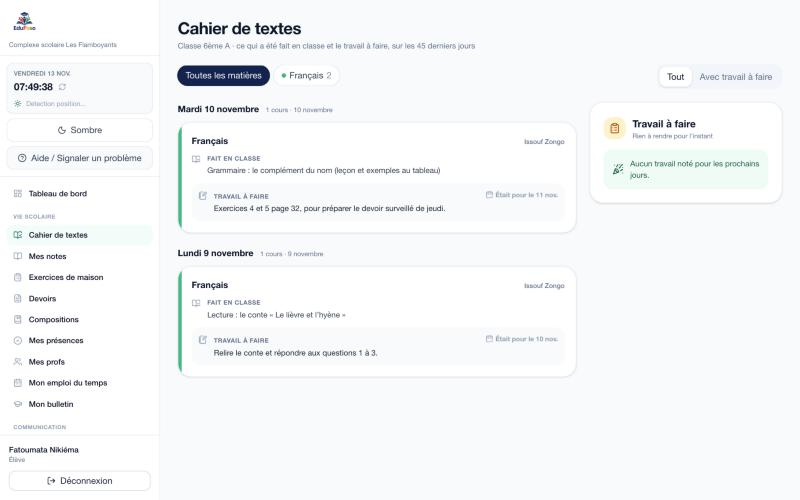 EduFaso
Complexe scolaire Les Flamboyants
VENDREDI 13 NOV.
07:49:38
Détection position...
Sombre
Aide / Signaler un problème
Tableau de bord
VIE SCOLAIRE
Cahier de textes
Mes notes
Exercices de maison
Devoirs
Compositions
Mes présences
Mes profs
Mon emploi du temps
Mon bulletin
COMMUNICATION
Fatoumata Nikiéma
Élève
Déconnexion
Cahier de textes
Classe 6ème A · ce qui a été fait en classe et le travail à faire, sur les 45 derniers jours
Toutes les matières
Français 2
Tout
Avec travail à faire
Mardi 10 novembre 1 cours · 10 novembre
Français
Issouf Zongo
FAIT EN CLASSE
Grammaire : le complément du nom (leçon et exemples au tableau)
TRAVAIL À FAIRE
Était pour le 11 nov.
Exercices 4 et 5 page 32, pour préparer le devoir surveillé de jeudi.
Lundi 9 novembre 1 cours · 9 novembre
Français
Issouf Zongo
FAIT EN CLASSE
Lecture : le conte « Le lièvre et l'hyène »
TRAVAIL À FAIRE
Était pour le 10 nov.
Relire le conte et répondre aux questions 1 à 3.
Travail à faire
Rien à rendre pour l'instant
Aucun travail noté pour les prochains
jours.